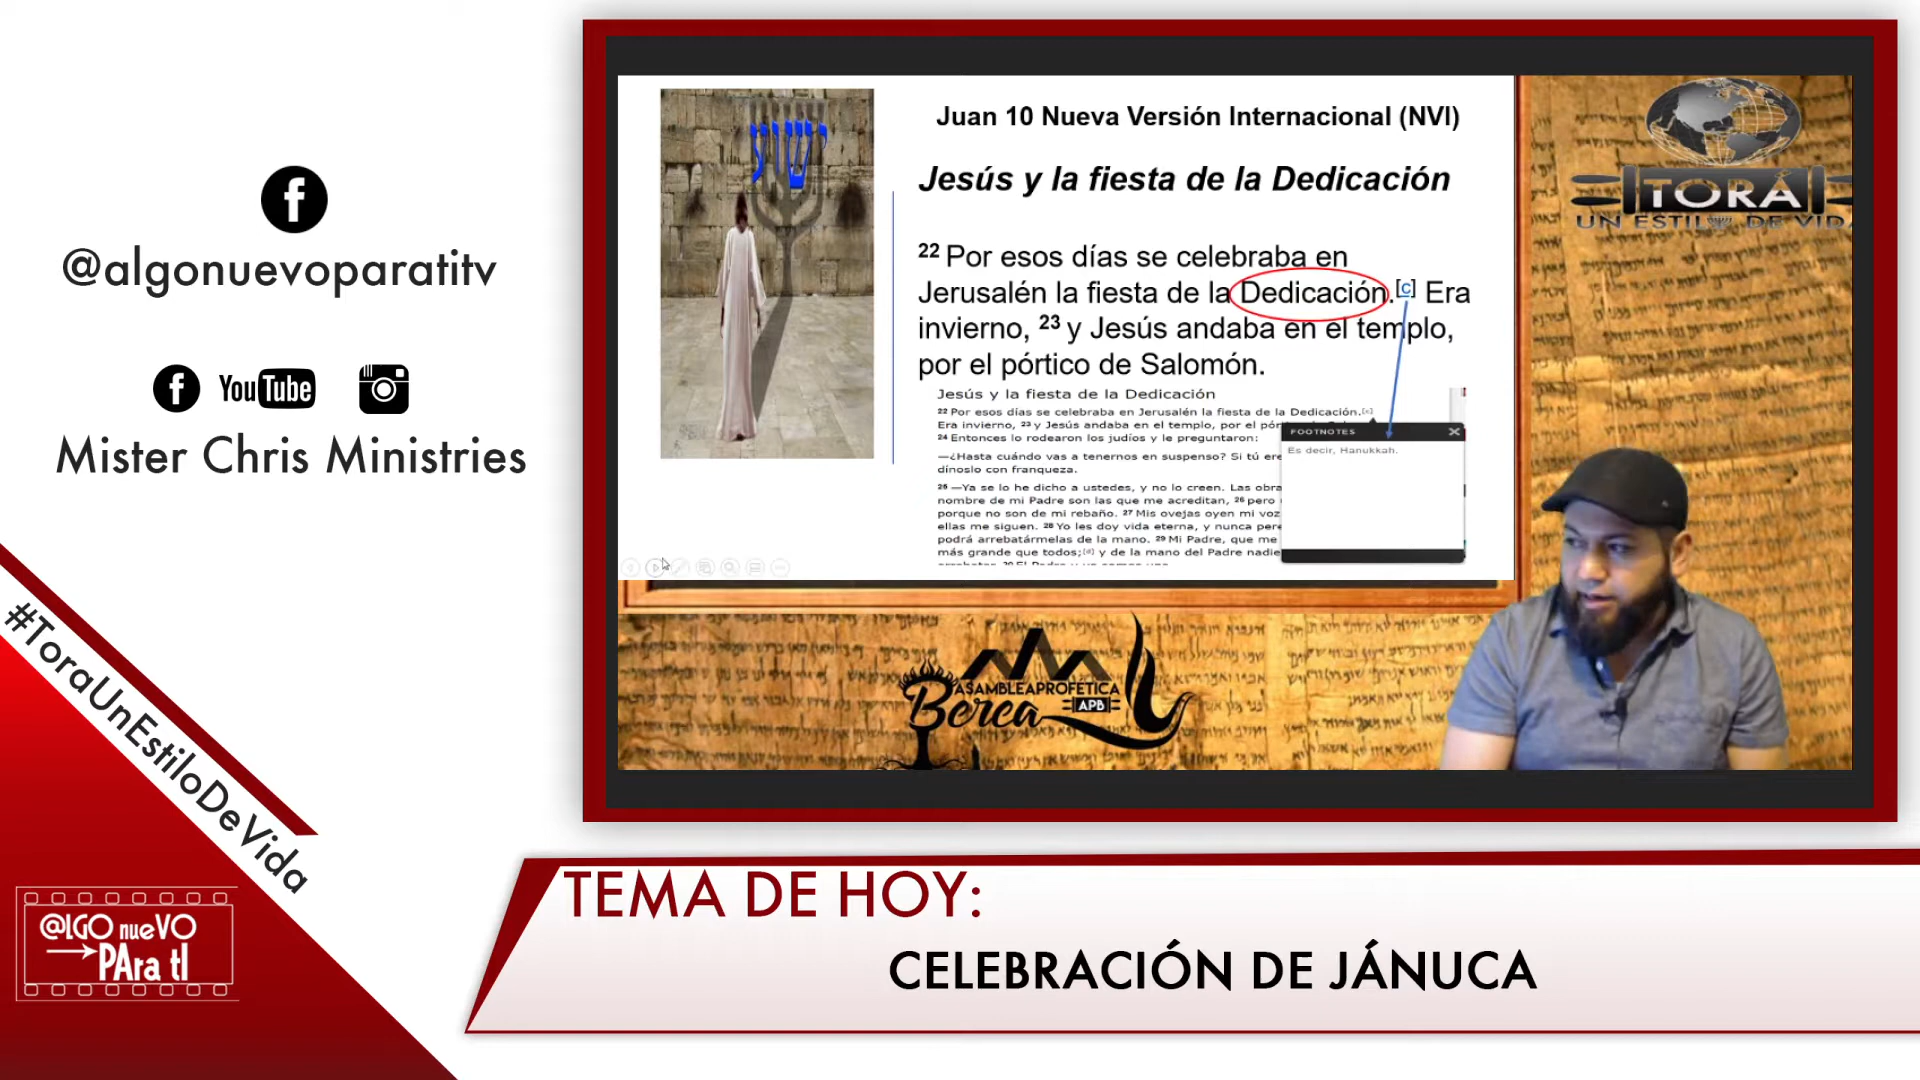 @algonuevoparatitv
You Tube
Mister Chris Ministries
#ToraUnEstiloDeVida
@LGO nueVO
PAra tI
ישוע
Juan 10 Nueva Versión Internacional (NVI)
Jesús y la fiesta de la Dedicación
22 Por esos días se celebraba en
Jerusalén la fiesta de la Dedicación.[c] Era
invierno, 23 y Jesús andaba en el templo,
por el pórtico de Salomón.
Jesús y la fiesta de la Dedicación
22 Por esos días se celebraba en Jerusalén la fiesta de la Dedicación.[c]
Era invierno, 23 y Jesús andaba en el templo, por el
24 Entonces lo rodearon los judíos y le preguntaron:
—¿Hasta cuándo vas a tenernos en suspenso? Si tú
dínoslo con franqueza.
25 —Ya se lo he dicho a ustedes, y no lo creen. Las
nombre de mi Padre son las que me acreditan, 26 pero
porque no son de mi rebaño. 27 Mis ovejas oyen mi voz
ellas me siguen. 28 Yo les doy vida eterna, y nunca
podrá arrebatármelas de la mano. 29 Mi Padre, que me
más grande que todos;[d] y de la mano del Padre
FOOTNOTES
Es decir, Hanukkah.
TORÁ
UN ESTILO DE VIDA
ASAMBLEA PROFÉTICA
Berea
APB
TEMA DE HOY:
CELEBRACIÓN DE JÁNUCA